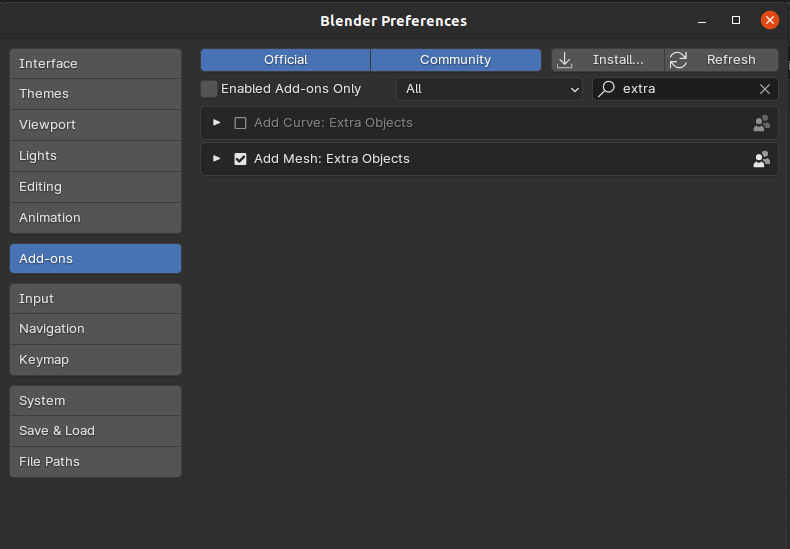 Blender Preferences
Interface
Themes
Viewport
Lights
Editing
Animation
Add-ons
Input
Navigation
Keymap
System
Save & Load
File Paths
Official Community Install... Refresh
Enabled Add-ons Only All extra
Add Curve: Extra Objects
Add Mesh: Extra Objects